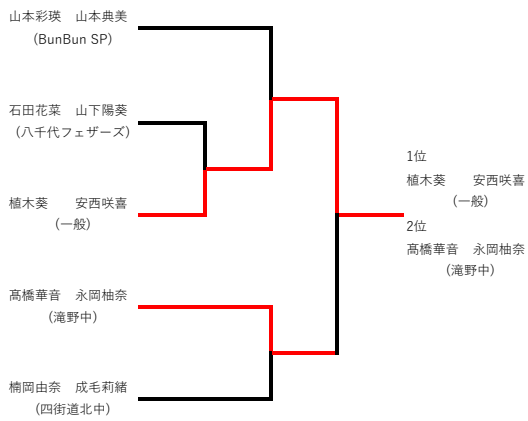 山本彩瑛　山本典美
(BunBun SP)
石田花菜　山下陽葵
(八千代フェザーズ)
植木葵　　安西咲喜
(一般)
髙橋華音　永岡柚奈
(滝野中)
楠岡由奈　成毛莉緒
(四街道北中)
1位
植木葵　　安西咲喜
(一般)
2位
髙橋華音　永岡柚奈
(滝野中)